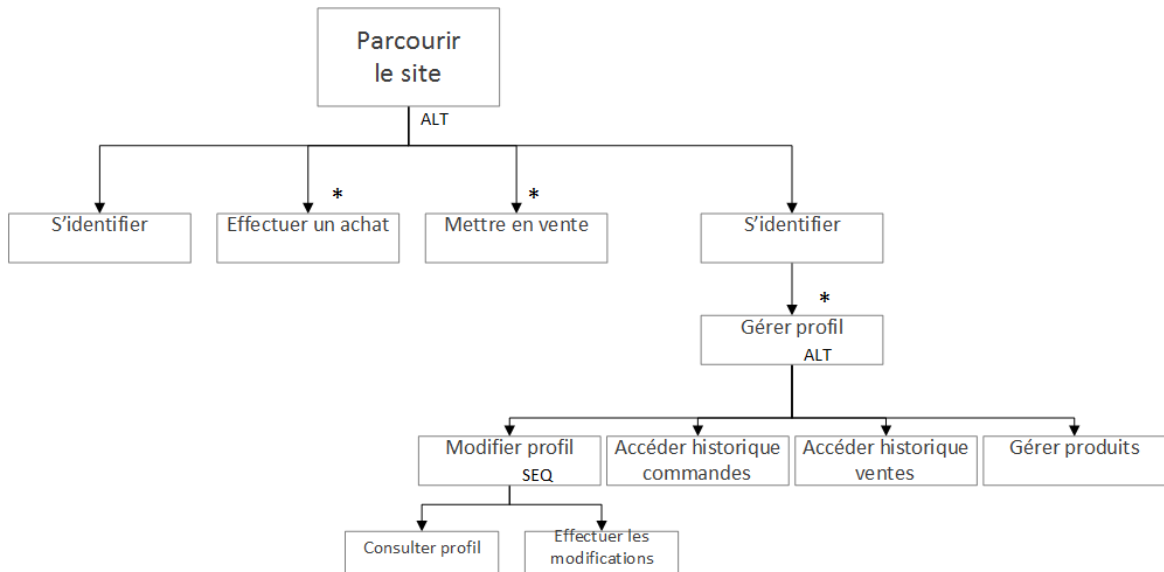 Parcourir
le site
ALT
*
*
S'identifier
Effectuer un achat
Mettre en vente
S'identifier
*
Gérer profil
ALT
Modifier profil
SEQ
Accéder historique
commandes
Accéder historique
ventes
Gérer produits
Consulter profil
Effectuer les
modifications